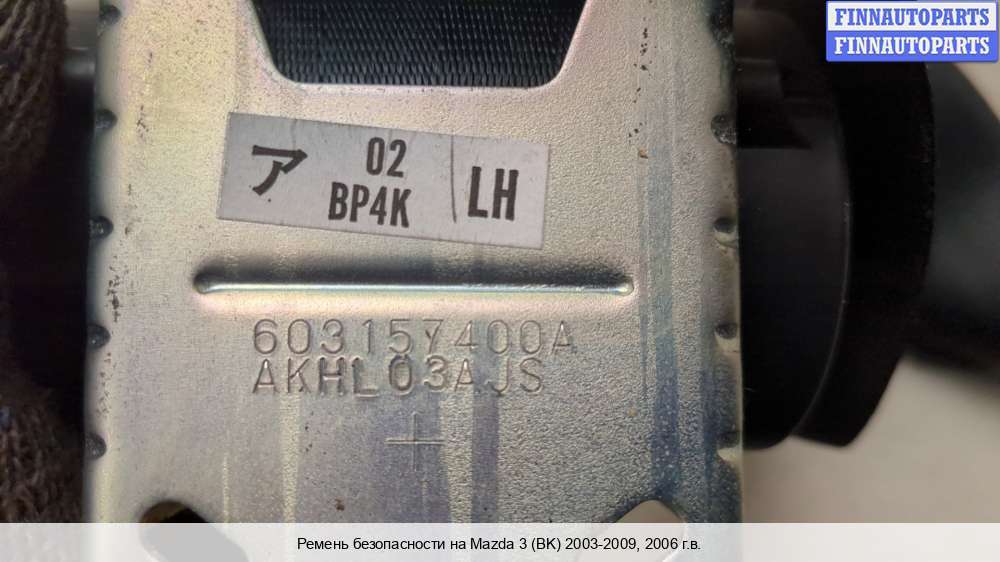 FINNAUTOPARTS
FINNAUTOPARTS
ア 02 BP4K LH
603157400A
AKHL03AJS
Ремень безопасности на Mazda 3 (BK) 2003-2009, 2006 г.в.